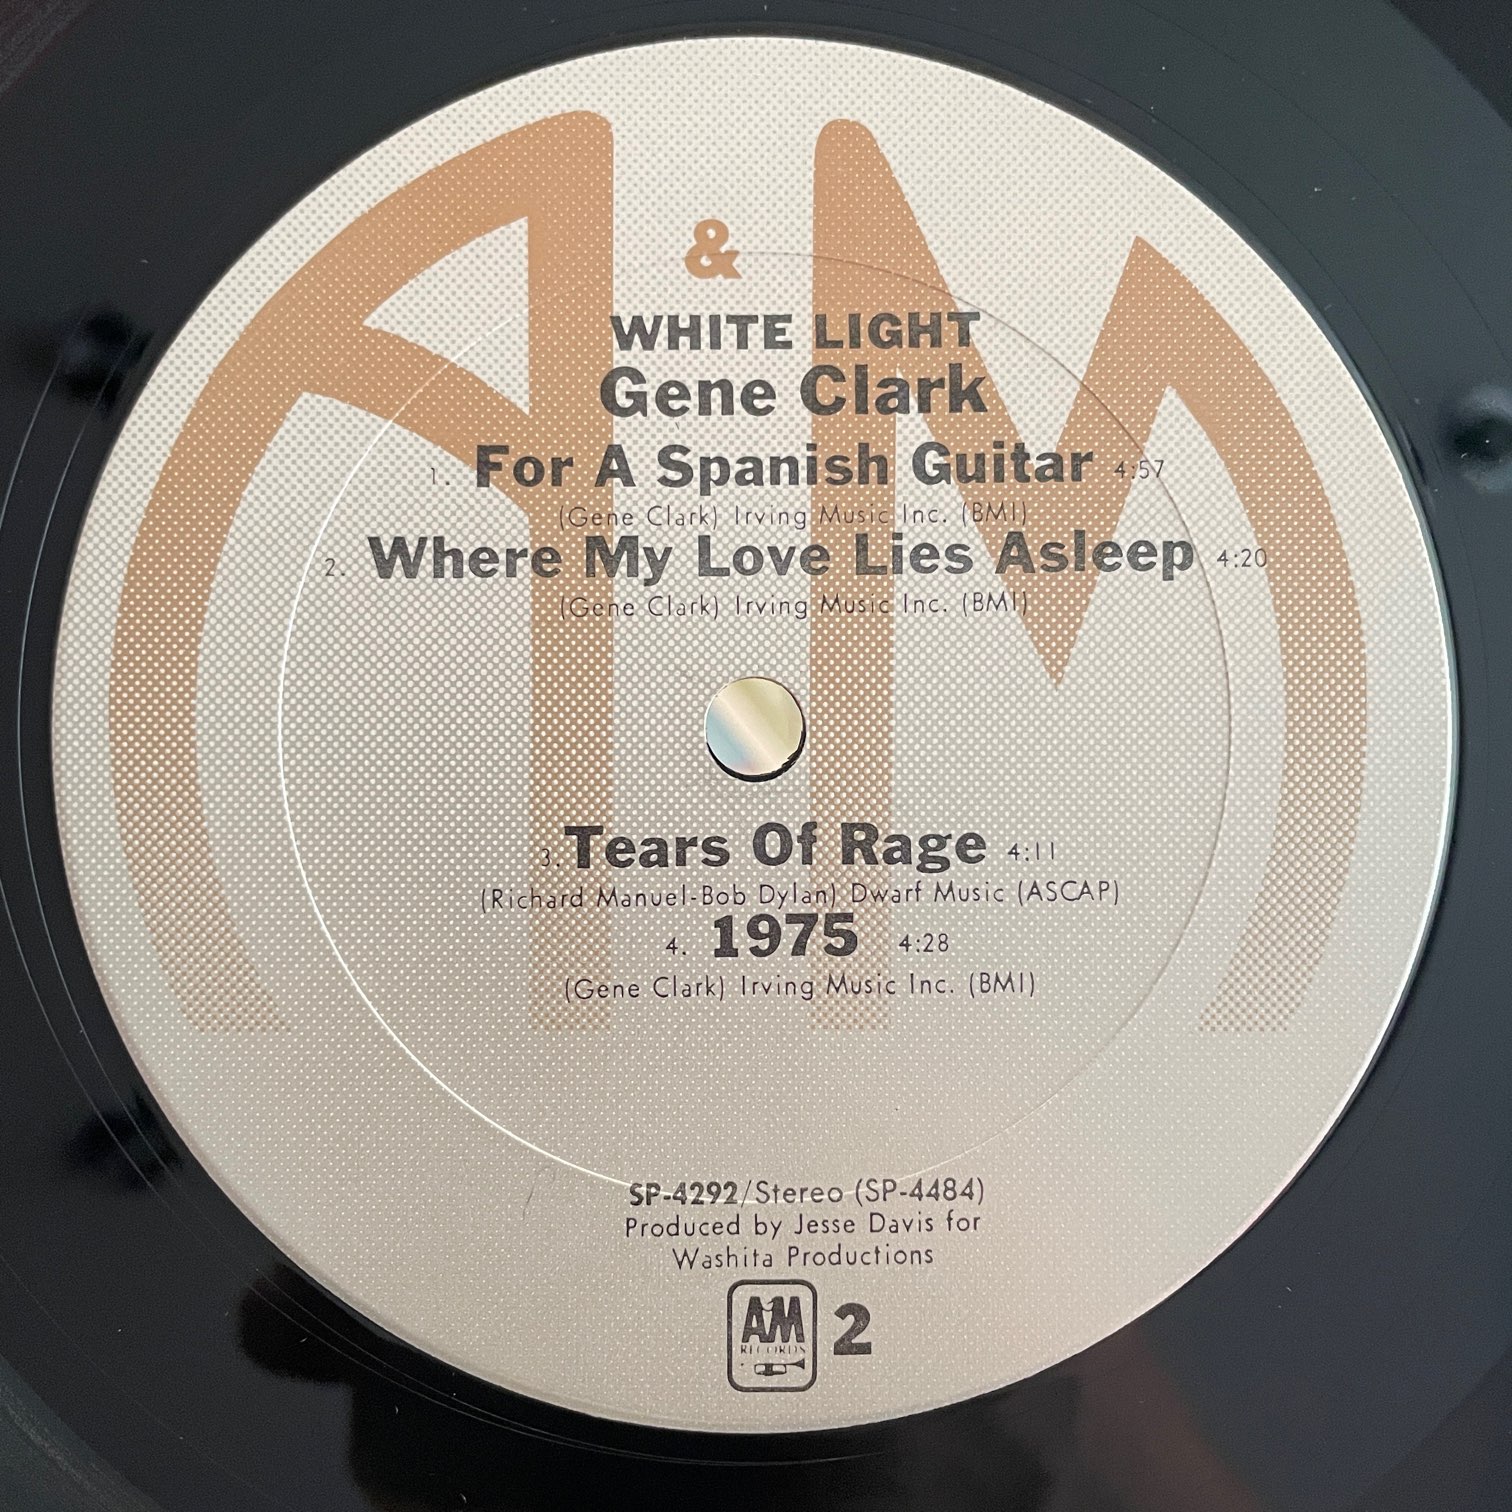 A & M
WHITE LIGHT
Gene Clark
1. For A Spanish Guitar 4:57
(Gene Clark) Irving Music Inc. (BMI)
2. Where My Love Lies Asleep 4:20
(Gene Clark) Irving Music Inc. (BMI)
3. Tears Of Rage 4:11
(Richard Manuel-Bob Dylan) Dwarf Music (ASCAP)
4. 1975 4:28
(Gene Clark) Irving Music Inc. (BMI)
SP-4292/Stereo (SP-4484)
Produced by Jesse Davis for
Washita Productions
AM 2
RECORDS